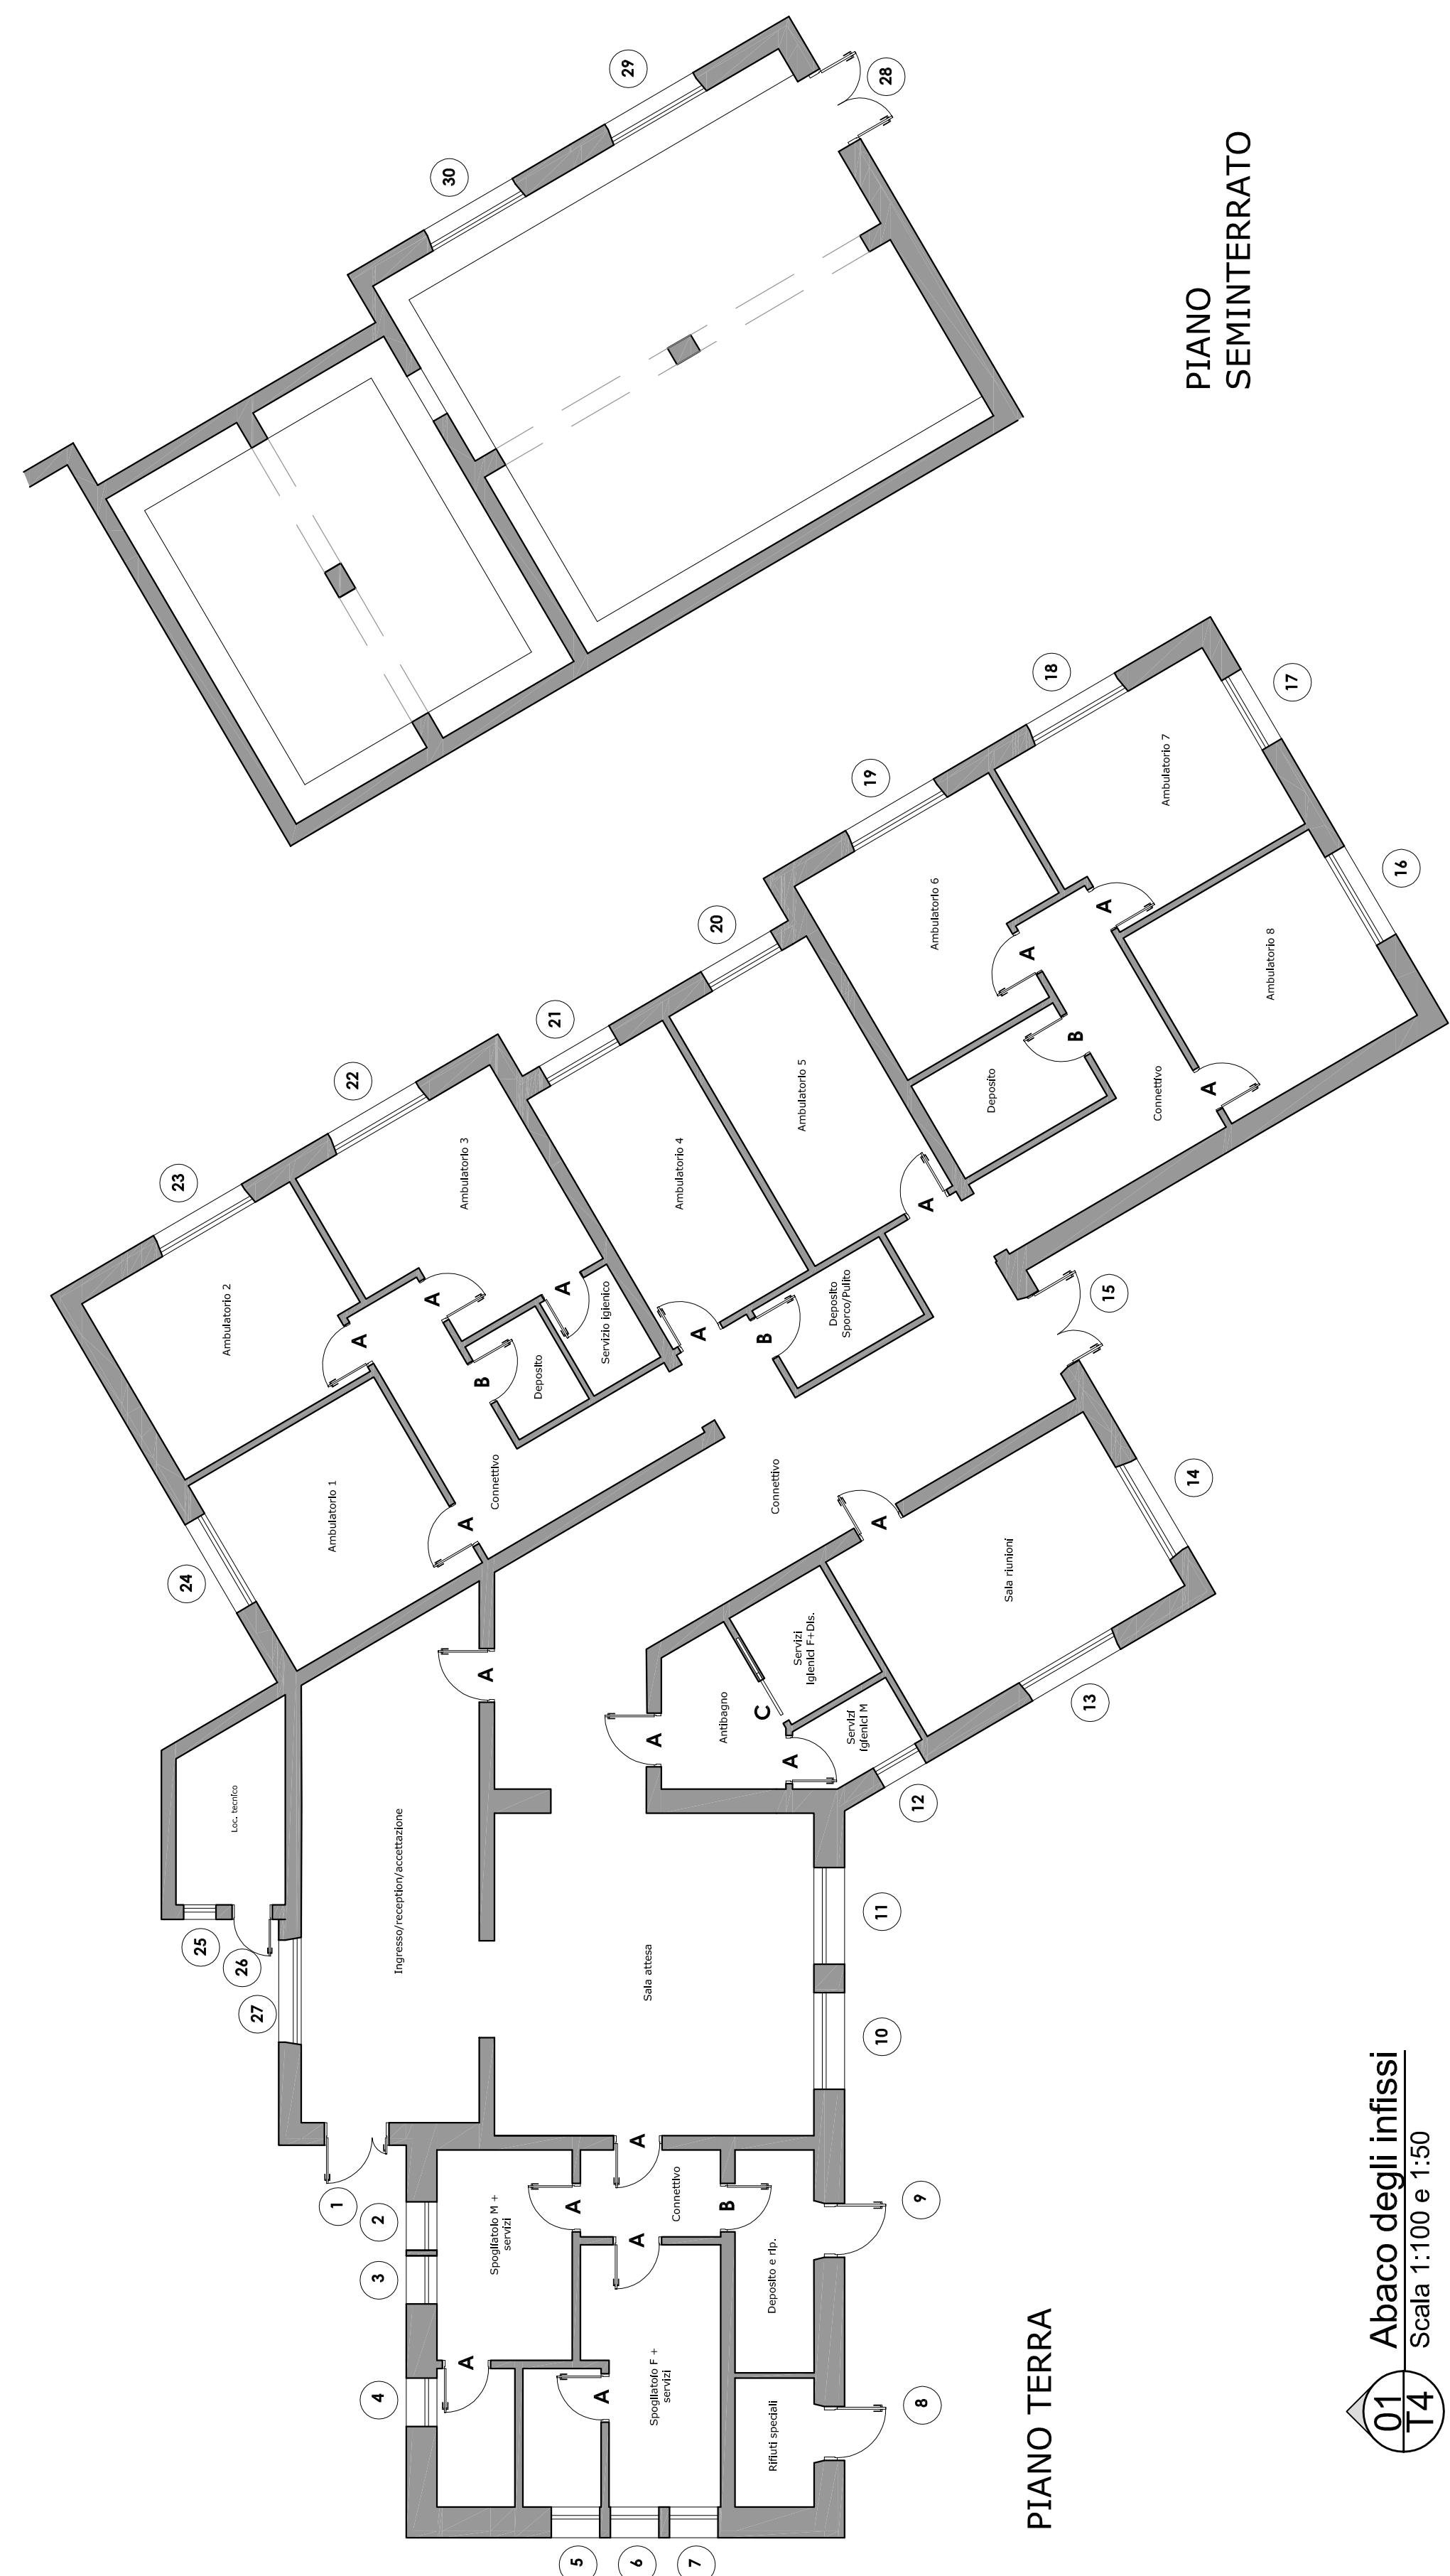 29
30
28
PIANO
SEMINTERRATO
23
22
21
20
19
18
17
16
24
Ambulatorio 2
Ambulatorio 1
Ambulatorio 3
A
A
A
A
B
Connettivo
Deposito
Servizio igienico
Ambulatorio 4
Ambulatorio 5
A
A
B
Deposito
Sporco/Pulito
Ambulatorio 6
Ambulatorio 7
Ambulatorio 8
A
A
A
B
Deposito
Connettivo
25
26
27
Loc. tecnico
Ingresso/reception/accettazione
A
Connettivo
15
14
13
12
A
Sala riunioni
Servizi
igienici F+Dis.
Servizi
igienici M
Antibagno
A
A
C
Sala attesa
11
10
9
8
1
2
3
4
5
6
7
Spogliatoio M +
servizi
A
A
A
A
A
B
Connettivo
Spogliatoio F +
servizi
Deposito e rip.
Rifiuti speciali
PIANO TERRA
01
T4
Abaco degli infissi
Scala 1:100 e 1:50